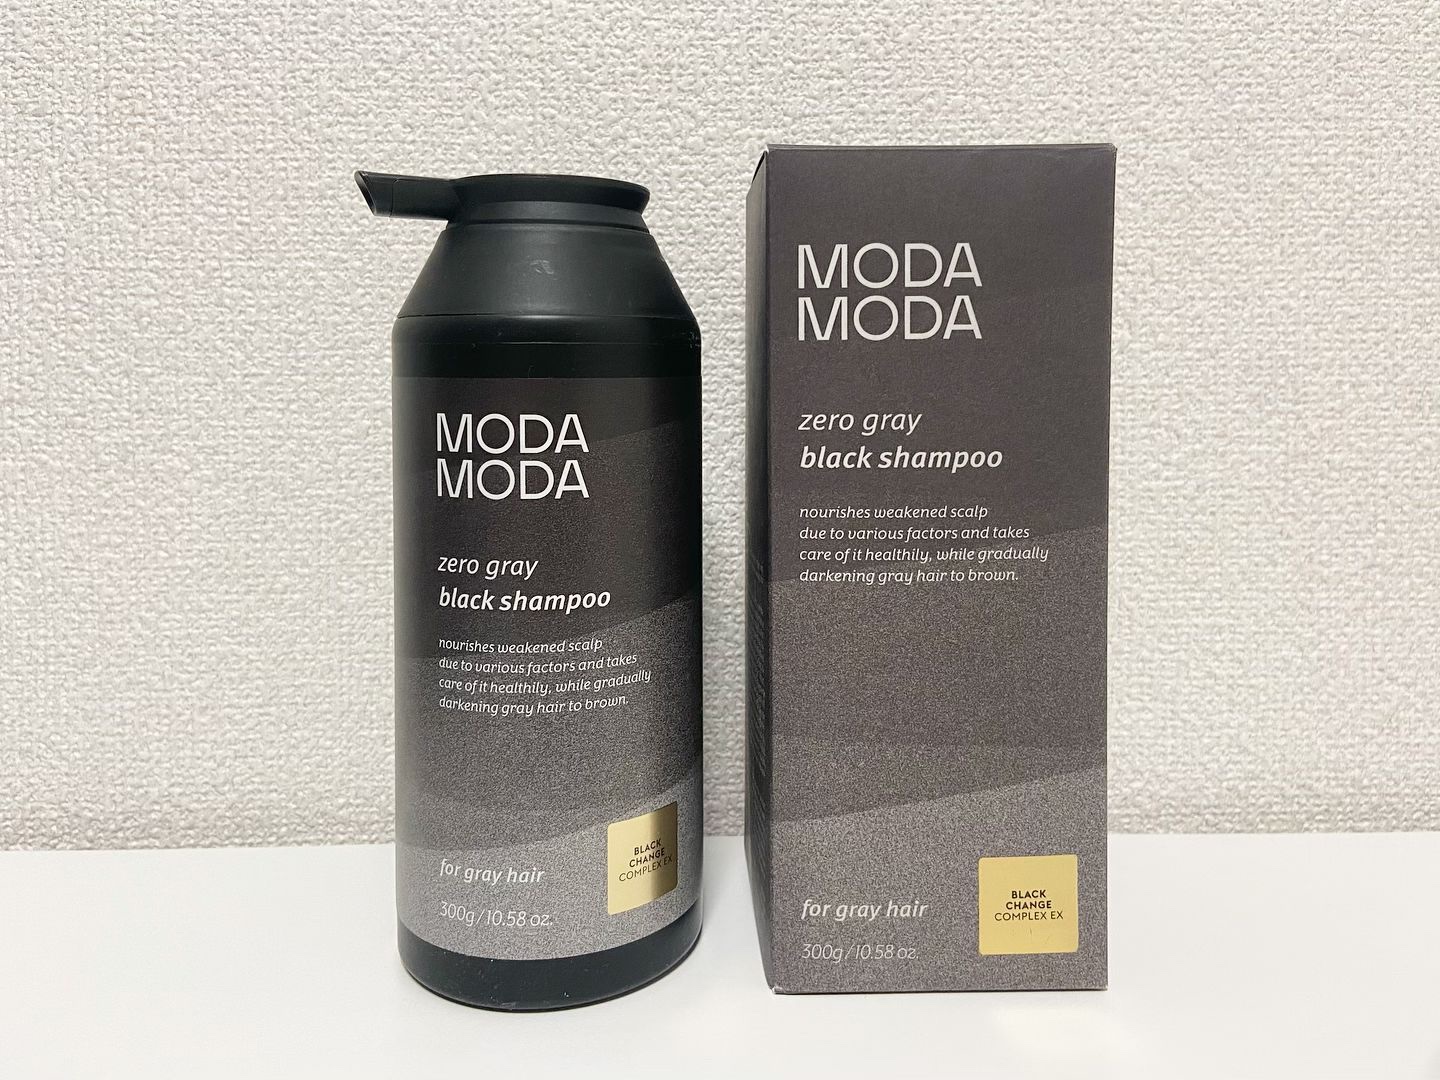 MODA
MODA
zero gray
black shampoo
nourishes weakened scalp
due to various factors and takes
care of it healthily, while gradually
darkening gray hair to brown.
for gray hair
300g/10.58 oz.
BLACK
CHANGE
COMPLEX EX
MODA
MODA
zero gray
black shampoo
nourishes weakened scalp
due to various factors and takes
care of it healthily, while gradually
darkening gray hair to brown.
for gray hair
300g/10.58 oz.
BLACK
CHANGE
COMPLEX EX